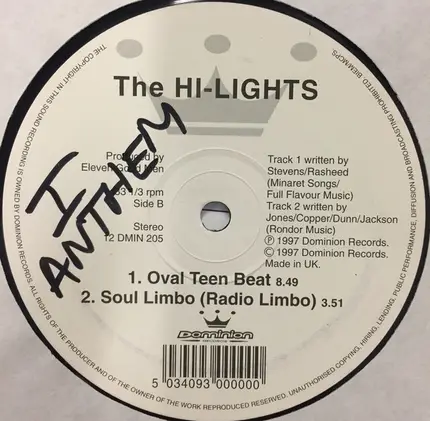 The HI-LIGHTS
I
ANTHEM
Produced by
Eleven Good Men
33 1/3 rpm
Side B
Stereo
12 DMIN 205
Track 1 written by
Stevens/Rasheed
(Minaret Songs/
Full Flavour Music)
Track 2 written by
Jones/Copper/Dunn/Jackson
(Rondor Music)
℗ 1997 Dominion Records.
© 1997 Dominion Records.
Made in UK.
1. Oval Teen Beat 8.49
2. Soul Limbo (Radio Limbo) 3.51
Dominion
5 034093 000000
THE COPYRIGHT IN THIS SOUND RECORDING IS OWNED BY DOMINION RECORDS. ALL RIGHTS OF THE PRODUCER AND OF THE OWNER OF THE WORK REPRODUCED RESERVED. UNAUTHORISED COPYING, HIRING, LENDING, PUBLIC PERFORMANCE, DIFFUSION AND BROADCASTING PROHIBITED BIEM/MCPS.